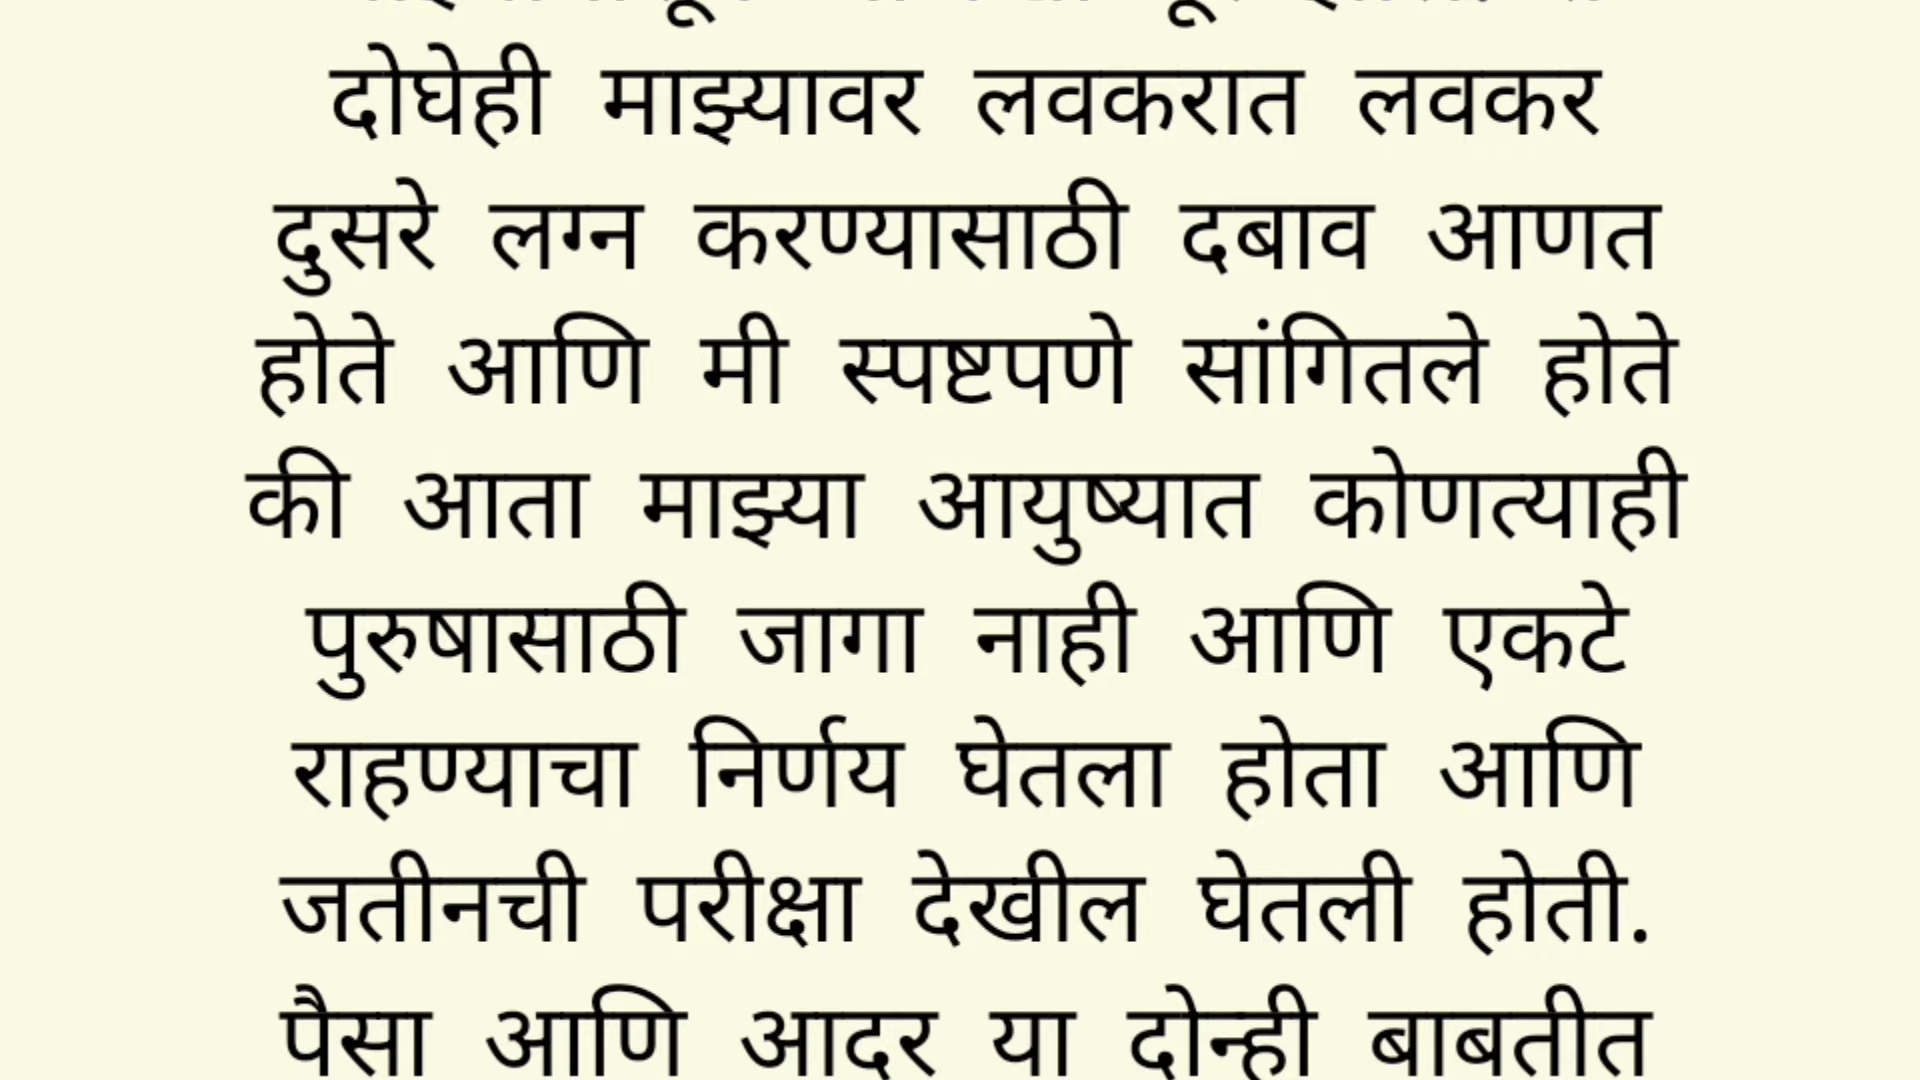 दोघेही माझ्यावर लवकरात लवकर
दुसरे लग्न करण्यासाठी दबाव आणत
होते आणि मी स्पष्टपणे सांगितले होते
की आता माझ्या आयुष्यात कोणत्याही
पुरुषासाठी जागा नाही आणि एकटे
राहण्याचा निर्णय घेतला होता आणि
जतीनची परीक्षा देखील घेतली होती.
पैसा आणि आदर या दोन्ही बाबतीत